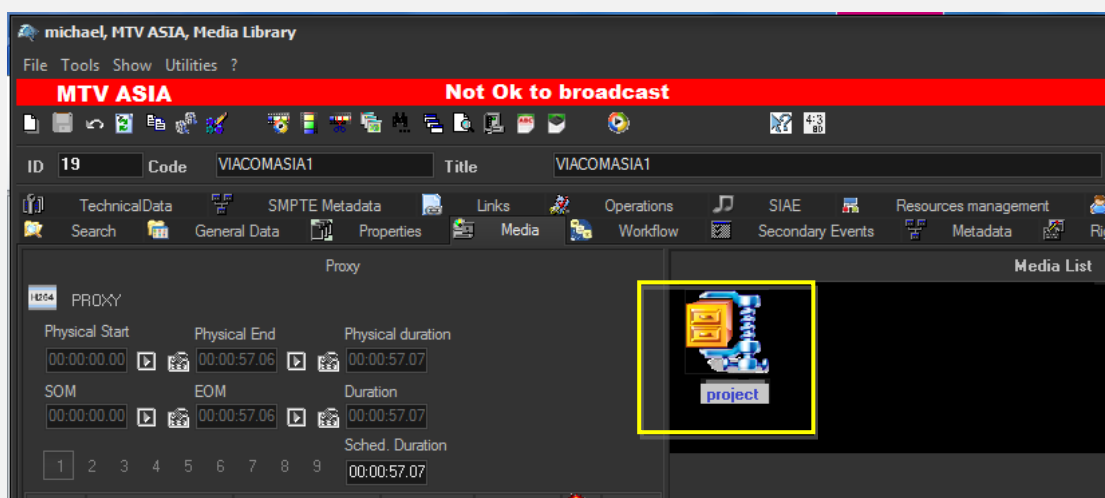 michael, MTV ASIA, Media Library
File Tools Show Utilities ?
MTV ASIA Not Ok to broadcast
ABC 4:3
ID 19 Code VIACOMASIA1 Title VIACOMASIA1
TechnicalData SMPTE Metadata Links Operations SIAE Resources management
Search General Data Properties Media Workflow Secondary Events Metadata
Proxy Media List
H264 PROXY
Physical Start Physical End Physical duration
00:00:00.00 00:00:57.06 00:00:57.07
SOM EOM Duration
00:00:00.00 00:00:57.06 00:00:57.07
Sched. Duration
1 2 3 4 5 6 7 8 9 00:00:57.07
project